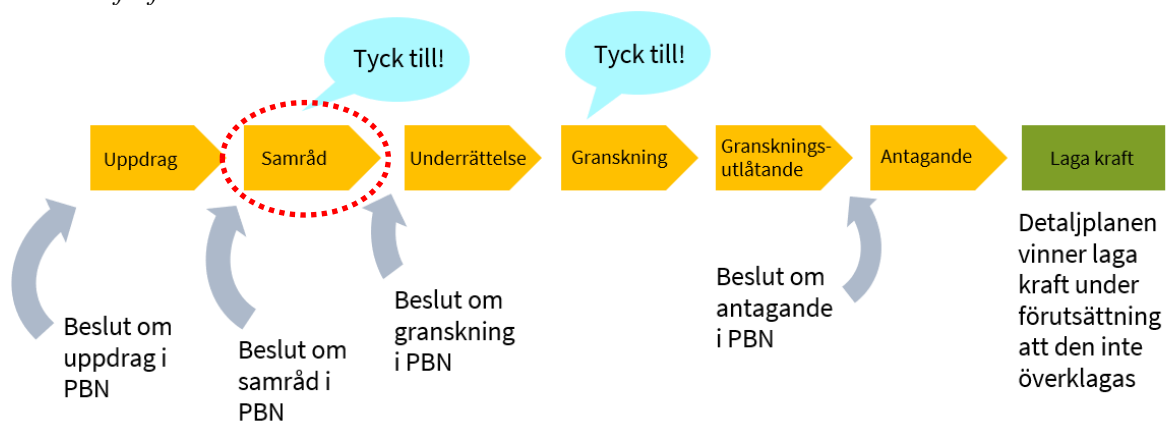 Tyck till!
Tyck till!
Uppdrag
Samråd
Underrättelse
Granskning
Gransknings-
utlåtande
Antagande
Laga kraft
Beslut om
uppdrag i
PBN
Beslut om
samråd i
PBN
Beslut om
granskning
i PBN
Beslut om
antagande
i PBN
Detaljplanen
vinner laga
kraft under
förutsättning
att den inte
överklagas